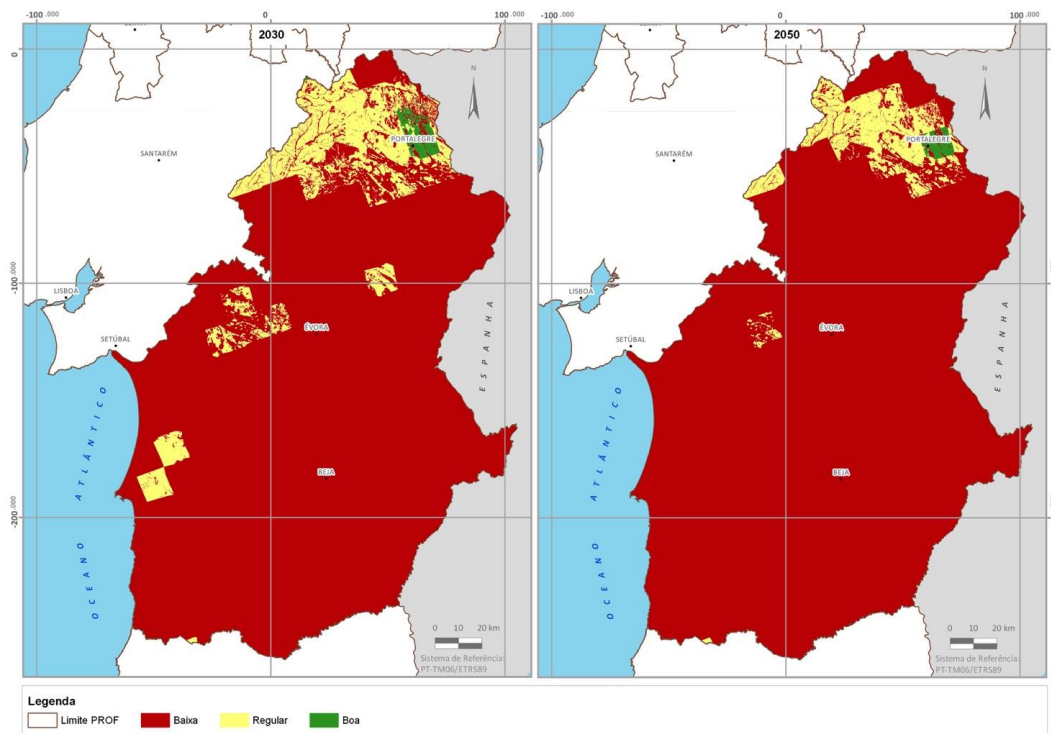 -100.000
0
100.000
2030
0
N
PORTALEGRE
SANTARÉM
-100.000
LISBOA
ÉVORA
SETÚBAL
ESPANHA
OCEANO ATLÂNTICO
BEJA
-200.000
0 10 20 km
Sistema de Referência:
PT-TM06/ETRS89
-100.000
0
100.000
2050
N
PORTALEGRE
SANTARÉM
LISBOA
ÉVORA
SETÚBAL
ESPANHA
OCEANO ATLÂNTICO
BEJA
0 10 20 km
Sistema de Referência:
PT-TM06/ETRS89
Legenda
Limite PROF
Baixa
Regular
Boa